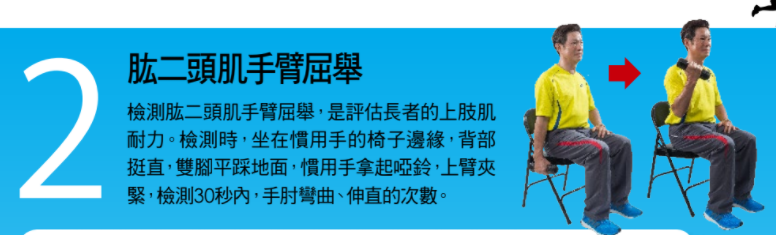 2
肱二頭肌手臂屈舉
檢測肱二頭肌手臂屈舉，是評估長者的上肢肌
耐力。檢測時，坐在慣用手的椅子邊緣，背部
挺直，雙腳平踩地面，慣用手拿起啞鈴，上臂夾
緊，檢測30秒內，手肘彎曲、伸直的次數。